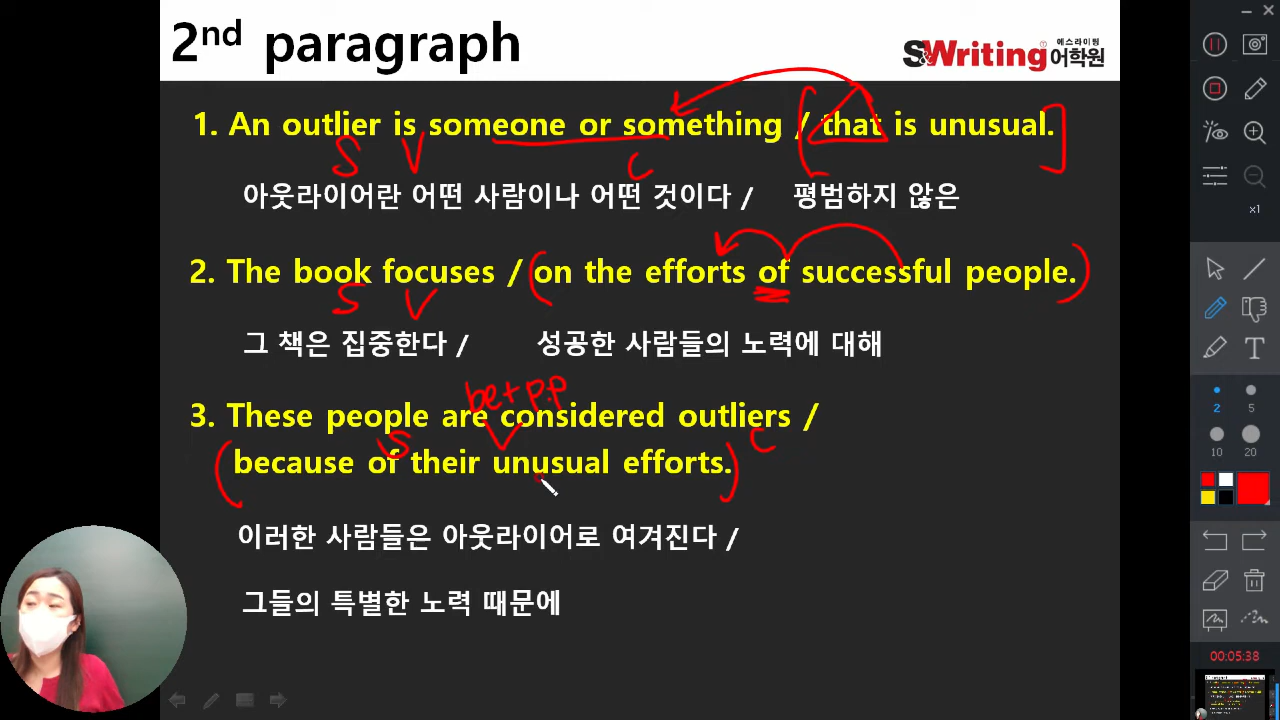 2nd paragraph
에스라이팅
S&Writing 어학원
1. An outlier is someone or something / that is unusual.
S V C
아웃라이어란 어떤 사람이나 어떤 것이다 / 평범하지 않은
2. The book focuses / on the efforts of successful people.
S V
그 책은 집중한다 / 성공한 사람들의 노력에 대해
be+p.p
3. These people are considered outliers /
S V C
because of their unusual efforts.
이러한 사람들은 아웃라이어로 여겨진다 /
그들의 특별한 노력 때문에
x1
T
2 5
10 20
00:05:38